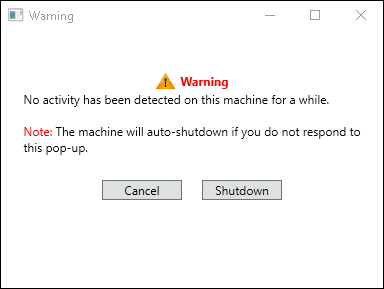 Warning
Warning
No activity has been detected on this machine for a while.
Note: The machine will auto-shutdown if you do not respond to
this pop-up.
Cancel Shutdown